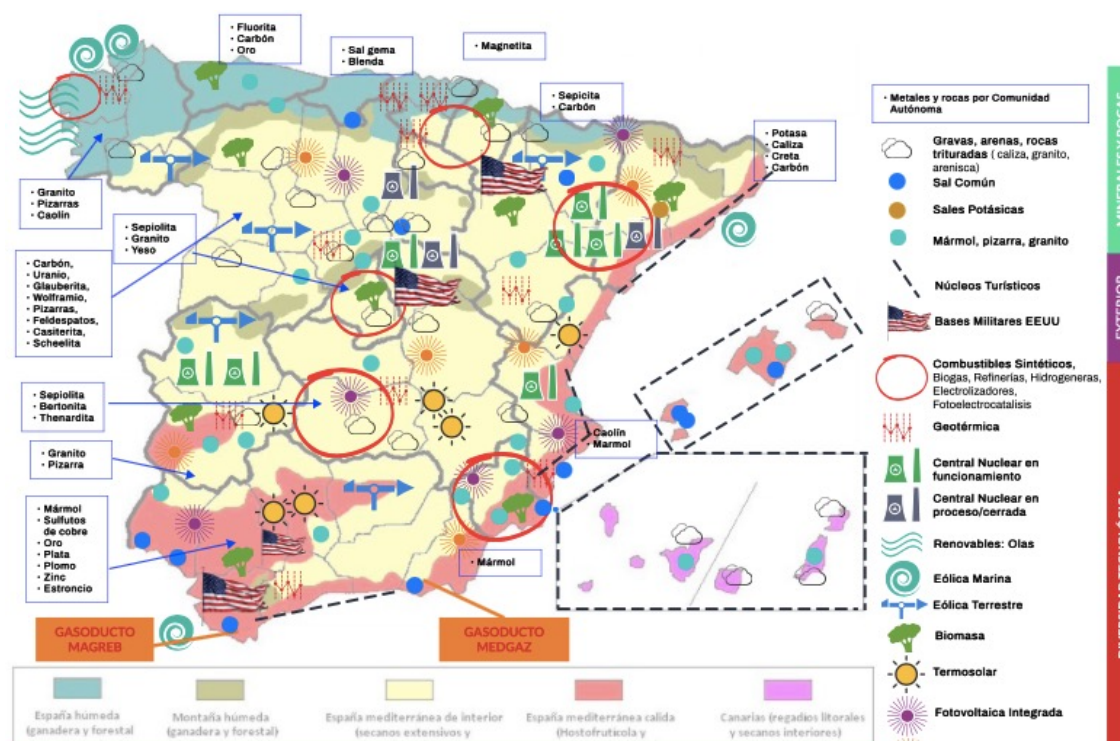 · Fluorita
· Carbón
· Oro
· Sal gema
· Blenda
· Magnetita
· Sepicita
· Carbón
· Potasa
· Caliza
· Creta
· Carbón
· Granito
· Pizarras
· Caolín
· Sepiolita
· Granito
· Yeso
· Carbón,
· Uranio,
· Glauberita,
· Wolframio,
· Pizarras,
· Feldespatos,
· Casiterita,
· Scheelita
· Sepiolita
· Bertonita
· Thenardita
· Granito
· Pizarra
· Mármol
· Sulfutos
de cobre
· Oro
· Plata
· Plomo
· Zinc
· Estroncio
· Caolín
· Marmol
· Mármol
GASODUCTO
MAGREB
GASODUCTO
MEDGAZ
· Metales y rocas por Comunidad
Autónoma
Gravas, arenas, rocas
trituradas ( caliza, granito,
arenisca)
Sal Común
Sales Potásicas
Mármol, pizarra, granito
Núcleos Turísticos
Bases Militares EEUU
Combustibles Sintéticos,
Biogas, Refinerías, Hidrogeneras,
Electrolizadores,
Fotoelectrocatalisis
Geotérmica
Central Nuclear en
funcionamiento
Central Nuclear en
proceso/cerrada
Renovables: Olas
Eólica Marina
Eólica Terrestre
Biomasa
Termosolar
Fotovoltaica Integrada
España húmeda
(ganadera y forestal
Montaña húmeda
(ganadera y forestal)
España mediterránea de interior
(secanos extensivos y
España mediterránea calida
(Hostofrutícola y
Canarias (regadios litorales
y secanos interiores)